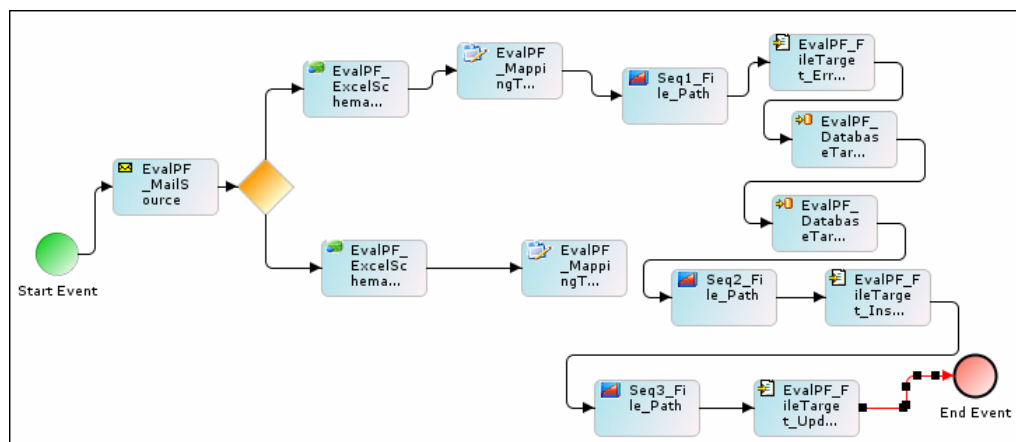 EvalPF_F
ileTarge
t_Err...
EvalPF
_Mappin
gT...
EvalPF_
ExcelSc
hema...
Seq1_Fi
le_Path
EvalPF_
Databas
eTar...
EvalPF
_MailS
ource
EvalPF_
Databas
eTar...
Start Event
EvalPF_
ExcelSc
hema...
EvalPF
_Mappi
ngT...
Seq2_Fi
le_Path
EvalPF_F
ileTarge
t_Ins...
Seq3_Fi
le_Path
EvalPF_F
ileTarge
t_Upd...
End Event